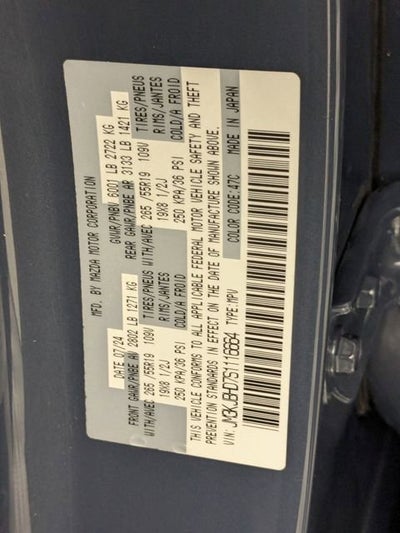 MFD. BY MAZDA MOTOR CORPORATION
DATE 07/24 GVWR/PNBV 6001 LB 2722 KG
FRONT GAWR/PNBE AV 2802 LB 1271 KG REAR GAWR/PNBE AR 3133 LB 1421 KG
TIRES/PNEUS TIRES/PNEUS
WITH/AVEC 265 /55R19 109V RIMS/JANTES WITH/AVEC 265 /55R19 109V RIMS/JANTES
19X8 1/2J COLD/A FROID 19X8 1/2J COLD/A FROID
250 KPA/36 PSI 250 KPA/36 PSI
THIS VEHICLE CONFORMS TO ALL APPLICABLE FEDERAL MOTOR VEHICLE SAFETY AND THEFT
PREVENTION STANDARDS IN EFFECT ON THE DATE OF MANUFACTURE SHOWN ABOVE.
VIN: TYPE:MPV COLOR CODE:47C MADE IN JAPAN